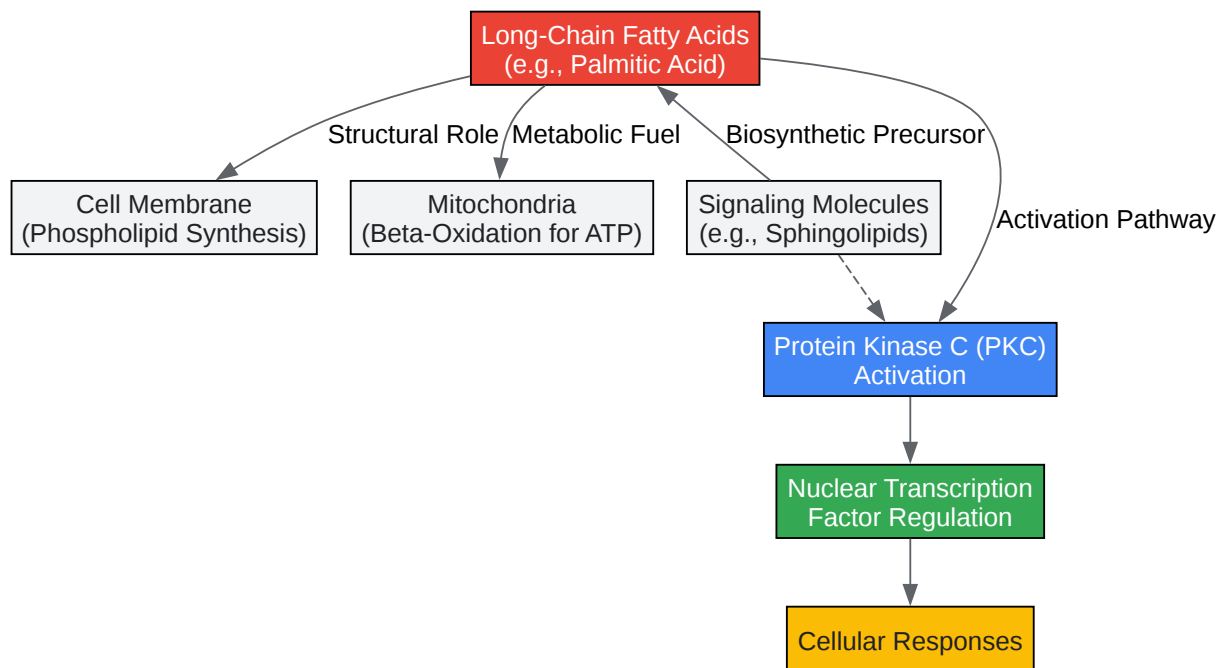 Long-Chain Fatty Acids
(e.g., Palmitic Acid)
Structural Role
Metabolic Fuel
Biosynthetic Precursor
Cell Membrane
(Phospholipid Synthesis)
Mitochondria
(Beta-Oxidation for ATP)
Signaling Molecules
(e.g., Sphingolipids)
Activation Pathway
Protein Kinase C (PKC)
Activation
Nuclear Transcription
Factor Regulation
Cellular Responses